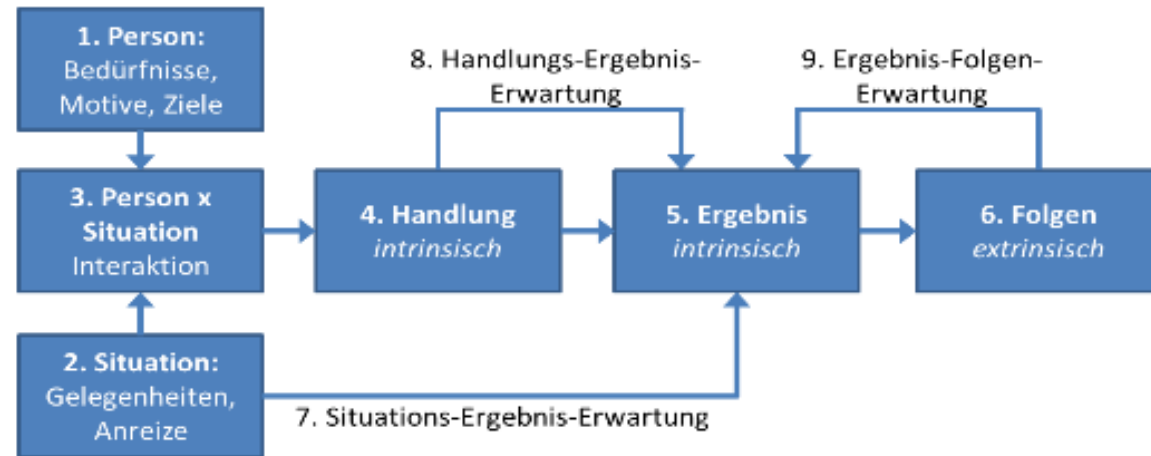 1. Person:
Bedürfnisse,
Motive, Ziele
8. Handlungs-Ergebnis-
Erwartung
9. Ergebnis-Folgen-
Erwartung
3. Person x
Situation
Interaktion
4. Handlung
intrinsisch
5. Ergebnis
intrinsisch
6. Folgen
extrinsisch
2. Situation:
Gelegenheiten,
Anreize
7. Situations-Ergebnis-Erwartung